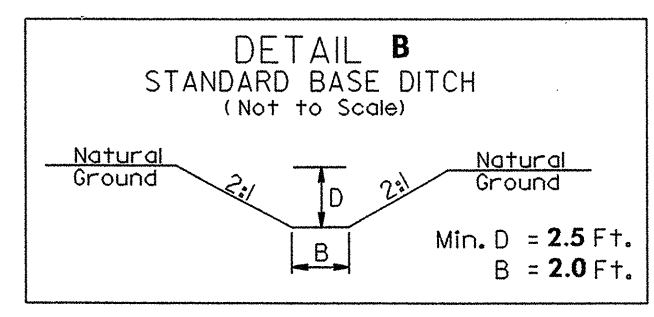 DETAIL B
STANDARD BASE DITCH
(Not to Scale)
Natural
Ground
2:1
D
2:1
Natural
Ground
B
Min. D = 2.5 Ft.
B = 2.0 Ft.